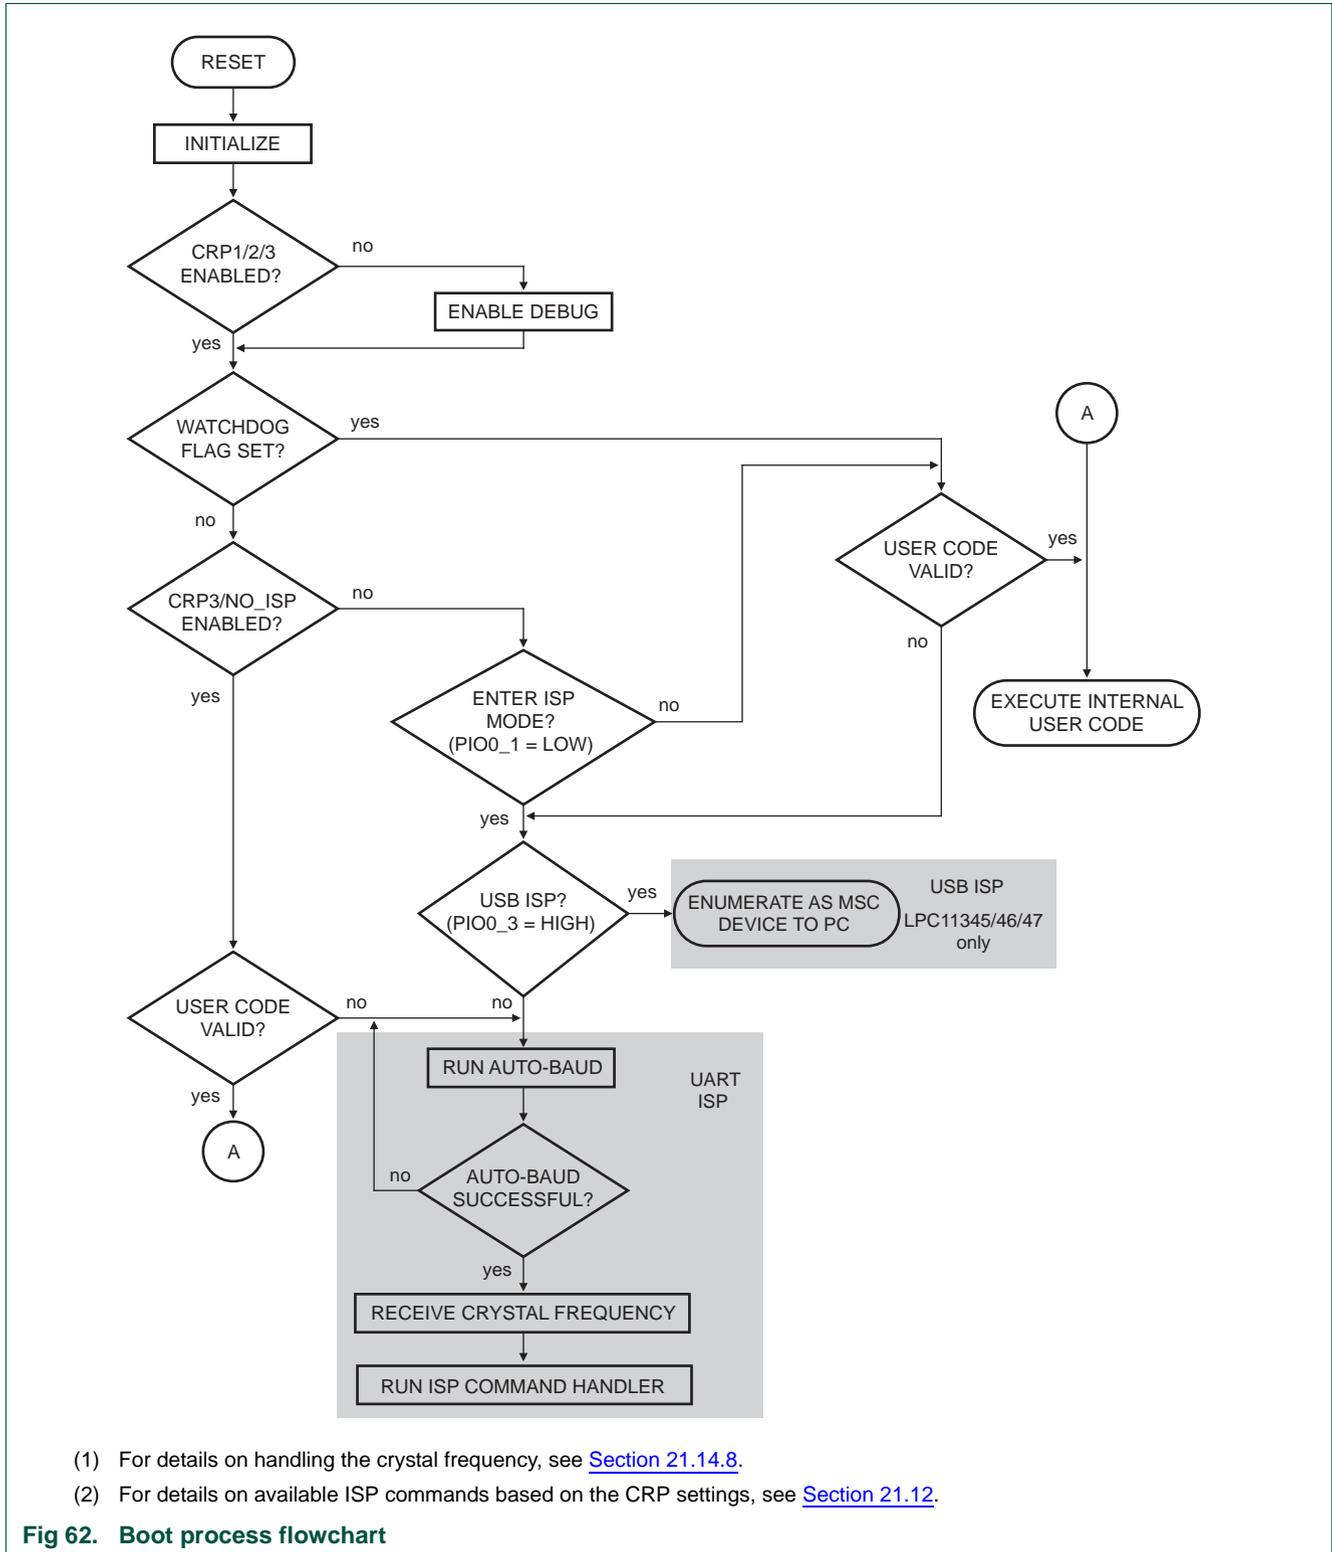 RESET
INITIALIZE
CRP1/2/3
ENABLED?
no
ENABLE DEBUG
yes
WATCHDOG
FLAG SET?
yes
A
no
USER CODE
VALID?
yes
no
CRP3/NO_ISP
ENABLED?
no
yes
ENTER ISP
MODE?
(PIO0_1 = LOW)
no
EXECUTE INTERNAL
USER CODE
yes
USB ISP?
(PIO0_3 = HIGH)
yes
ENUMERATE AS MSC
DEVICE TO PC
USB ISP
LPC11345/46/47
only
no
USER CODE
VALID?
no
yes
A
RUN AUTO-BAUD
UART
ISP
AUTO-BAUD
SUCCESSFUL?
no
yes
RECEIVE CRYSTAL FREQUENCY
RUN ISP COMMAND HANDLER
(1) For details on handling the crystal frequency, see Section 21.14.8.
(2) For details on available ISP commands based on the CRP settings, see Section 21.12.
Fig 62. Boot process flowchart